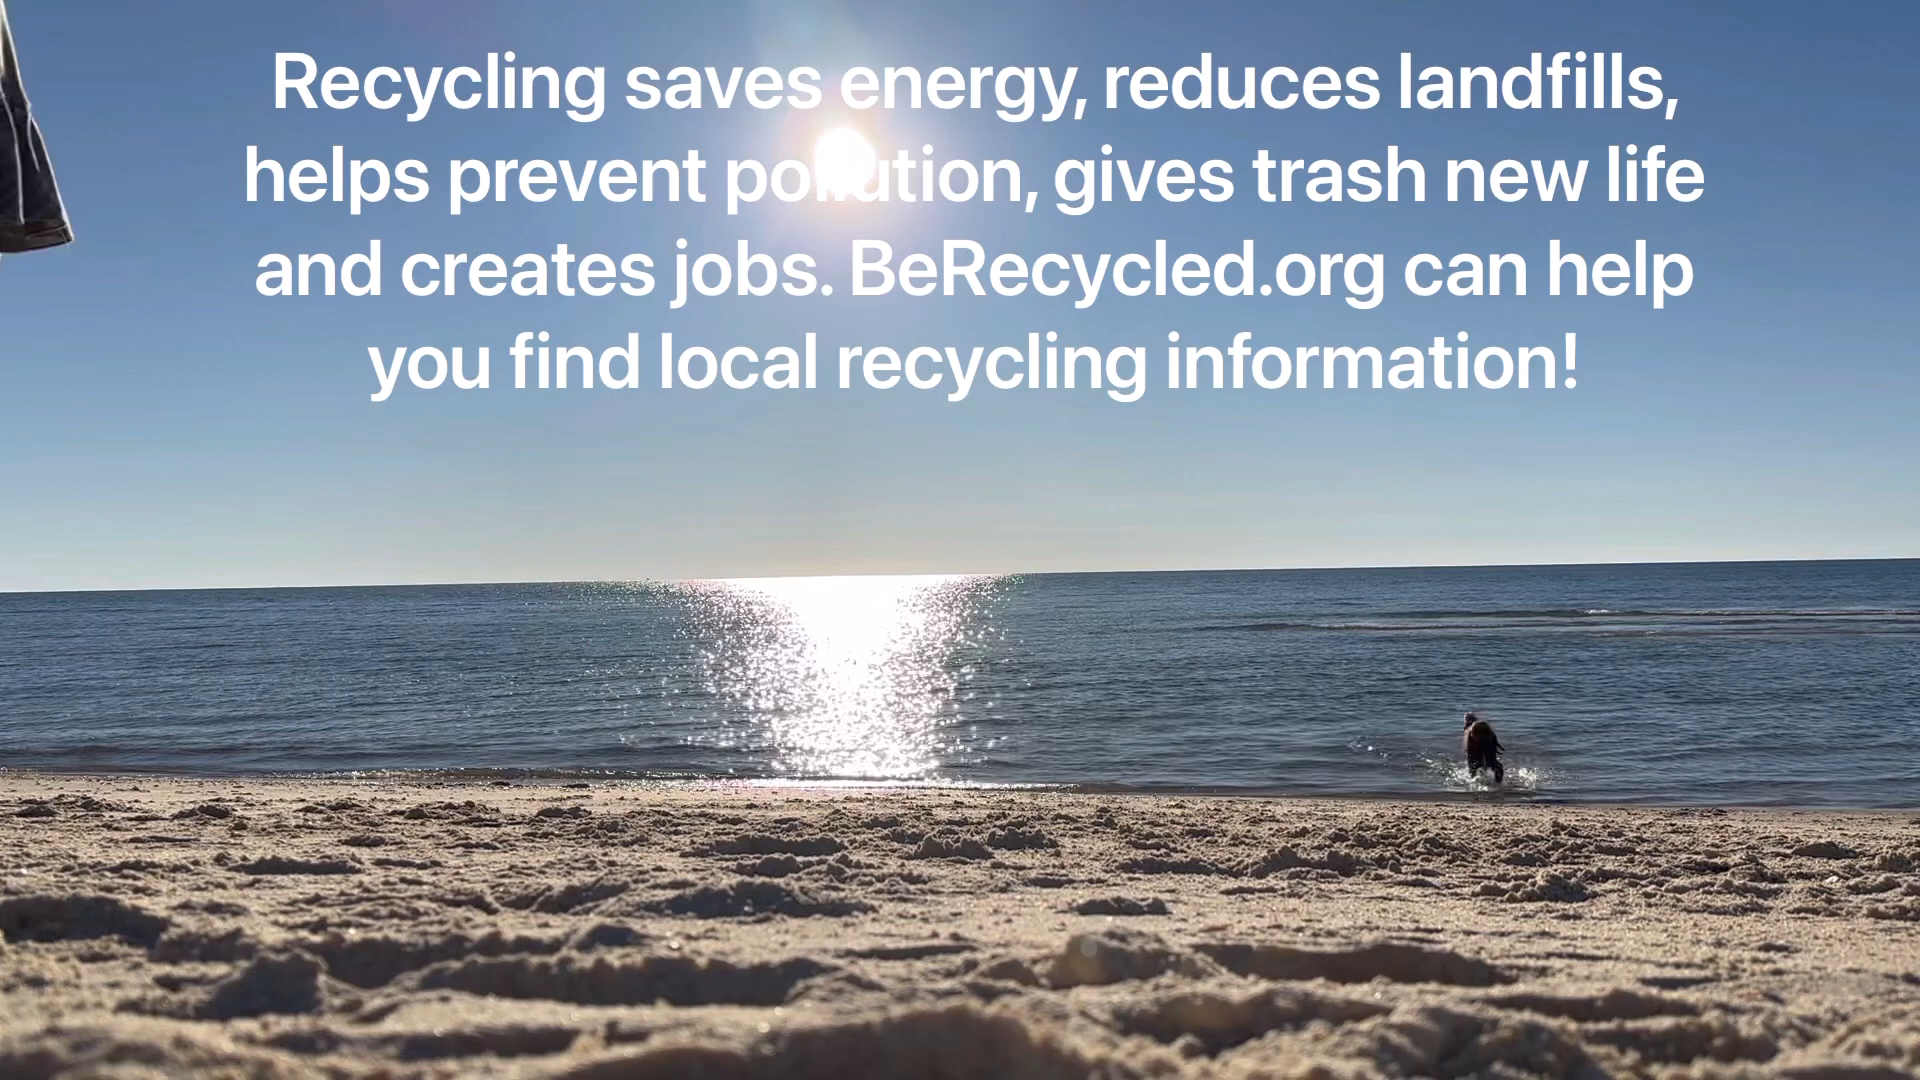 Recycling saves energy, reduces landfills,
helps prevent pollution, gives trash new life
and creates jobs. BeRecycled.org can help
you find local recycling information!